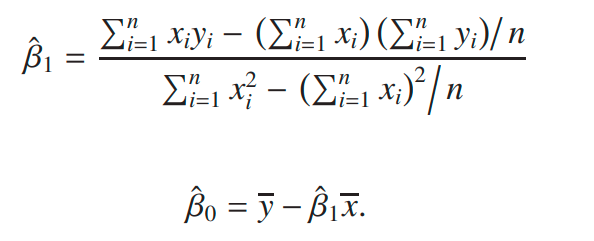 β̂₁ = (∑ⁿᵢ₌₁ xᵢyᵢ − (∑ⁿᵢ₌₁ xᵢ)(∑ⁿᵢ₌₁ yᵢ)/n) / (∑ⁿᵢ₌₁ xᵢ² − (∑ⁿᵢ₌₁ xᵢ)²/n)
β̂₀ = y̅ − β̂₁x̅.